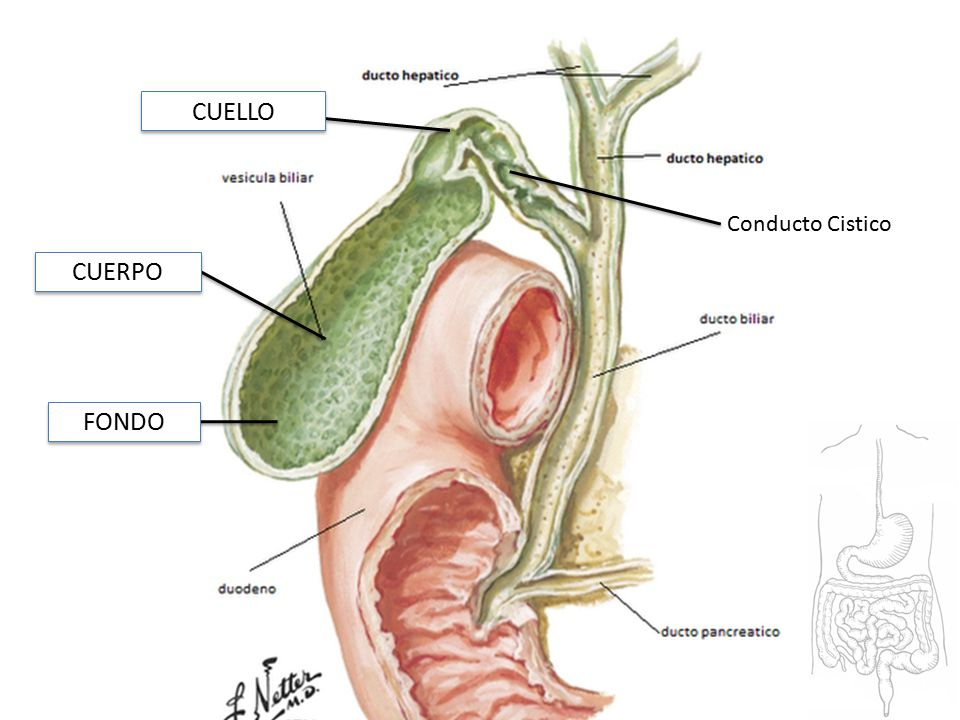 ducto hepatico
CUELLO
ducto hepatico
vesicula biliar
Conducto Cistico
CUERPO
ducto biliar
FONDO
duodeno
ducto pancreatico
F. Netter
M.D.